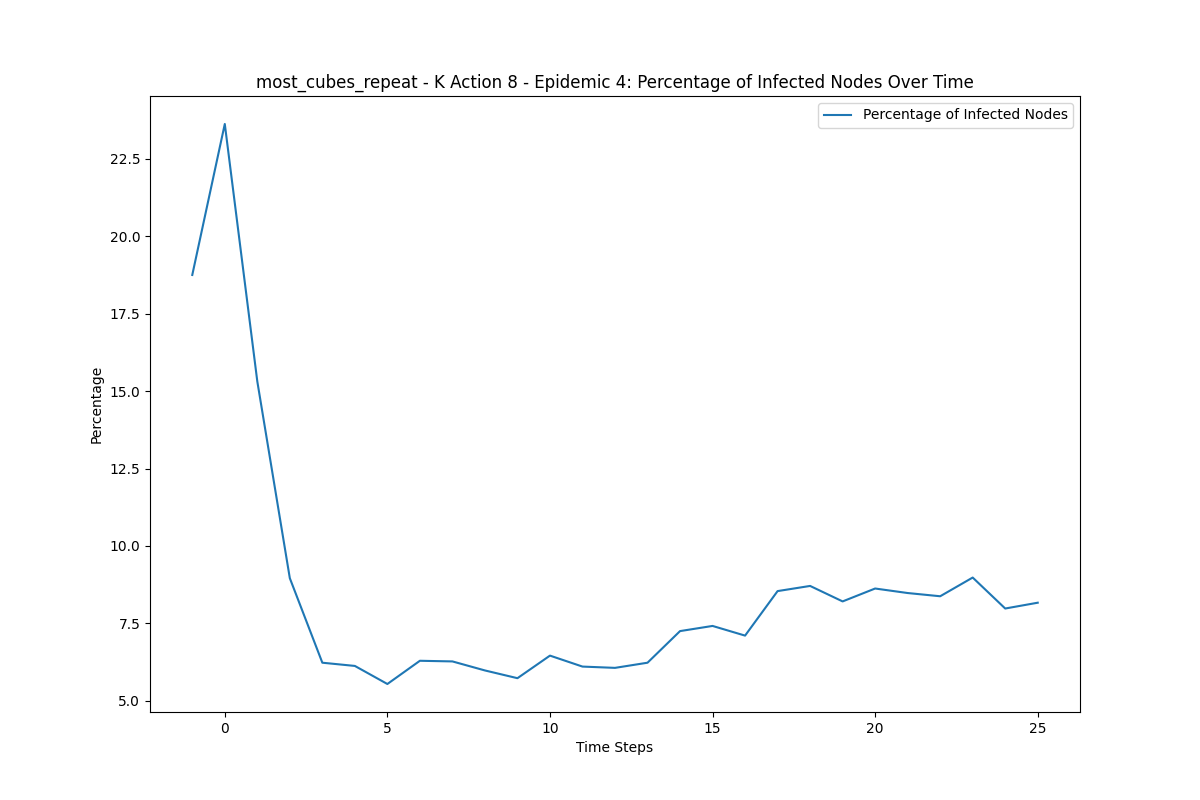 most_cubes_repeat - K Action 8 - Epidemic 4: Percentage of Infected Nodes Over Time
Percentage of Infected Nodes
22.5
20.0
17.5
15.0
12.5
10.0
7.5
5.0
Percentage
0 5 10 15 20 25
Time Steps